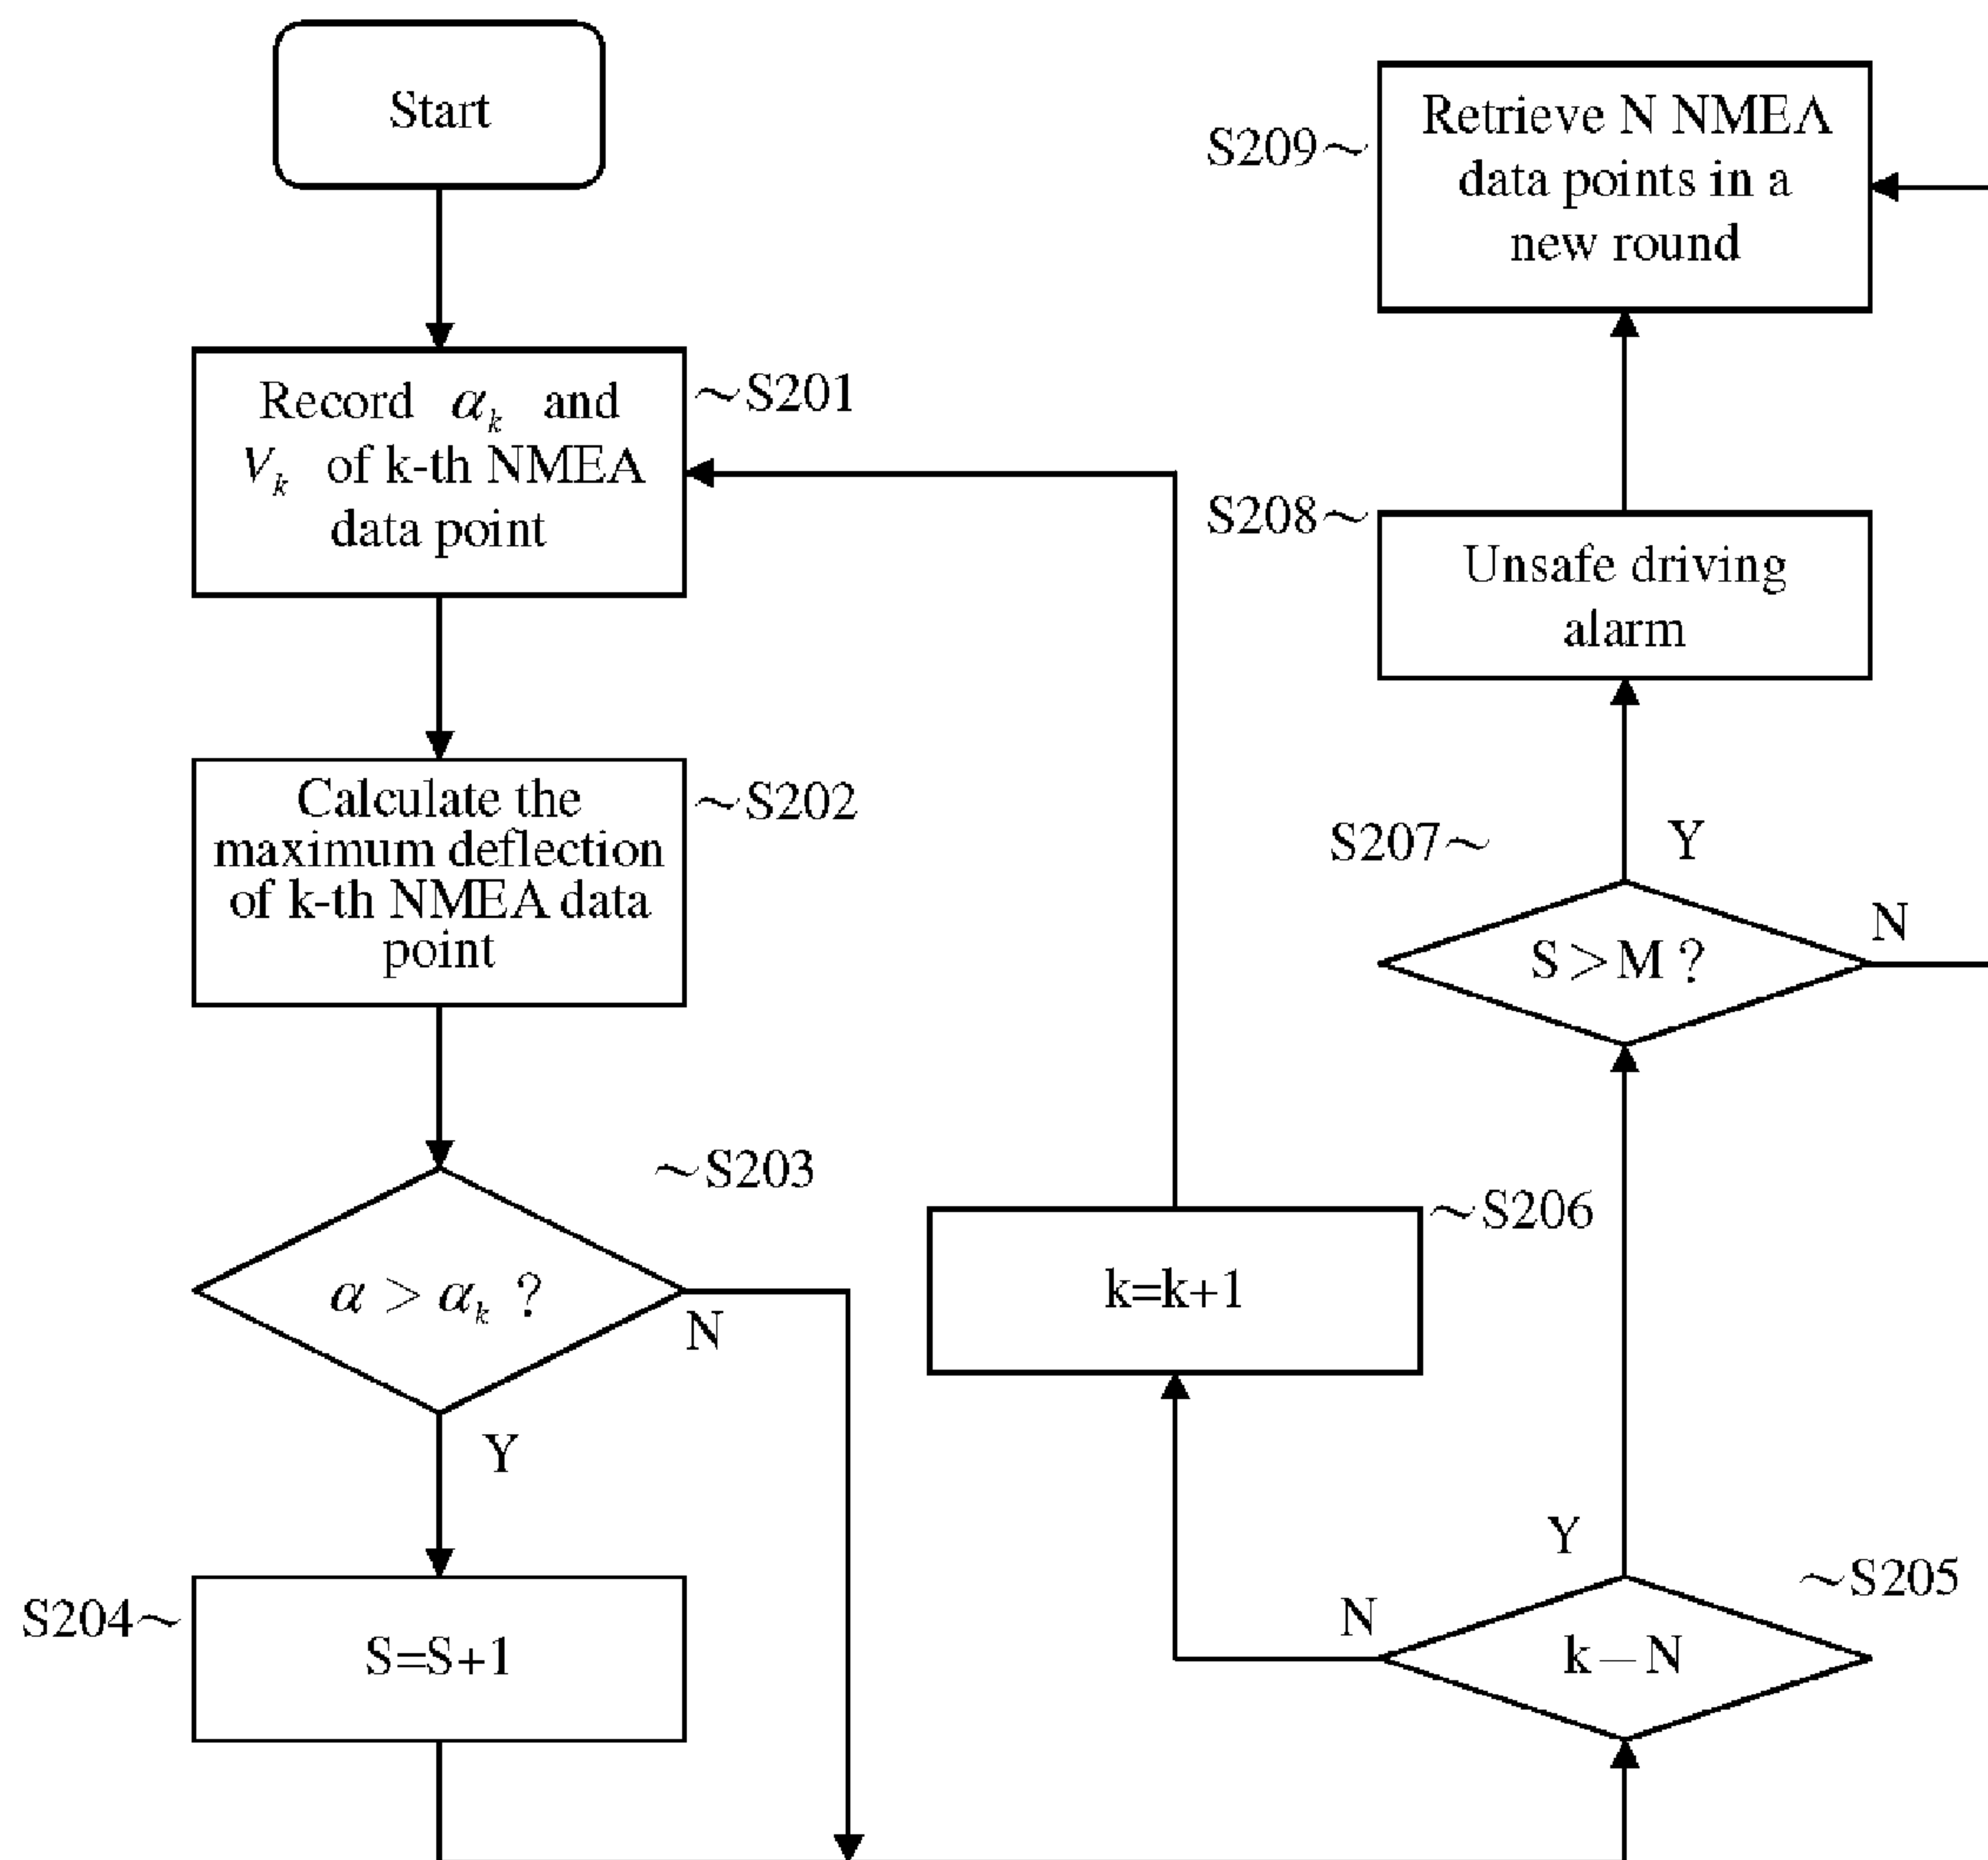 Start
Record α_k and
V_k of k-th NMEA
data point
~S201
Calculate the
maximum deflection
of k-th NMEA data
point
~S202
α > α_k ?
~S203
N
Y
S204~
S=S+1
S209~
Retrieve N NMEA
data points in a
new round
S208~
Unsafe driving
alarm
S207~
Y
S > M ?
N
~S206
k=k+1
Y
N
k – N
~S205